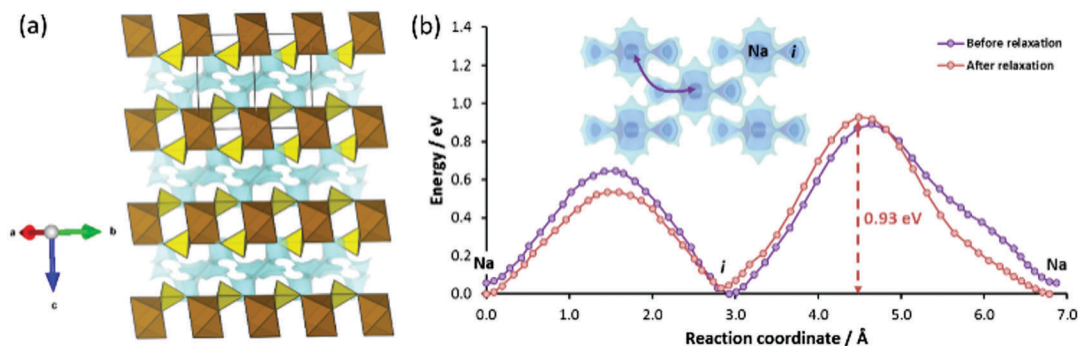 (a)
a
b
c
(b)
Energy / eV
1.4
1.2
1.0
0.8
0.6
0.4
0.2
0.0
Na
i
Before relaxation
After relaxation
0.93 eV
Na
i
Na
0.0
1.0
2.0
3.0
4.0
5.0
6.0
7.0
Reaction coordinate / Å